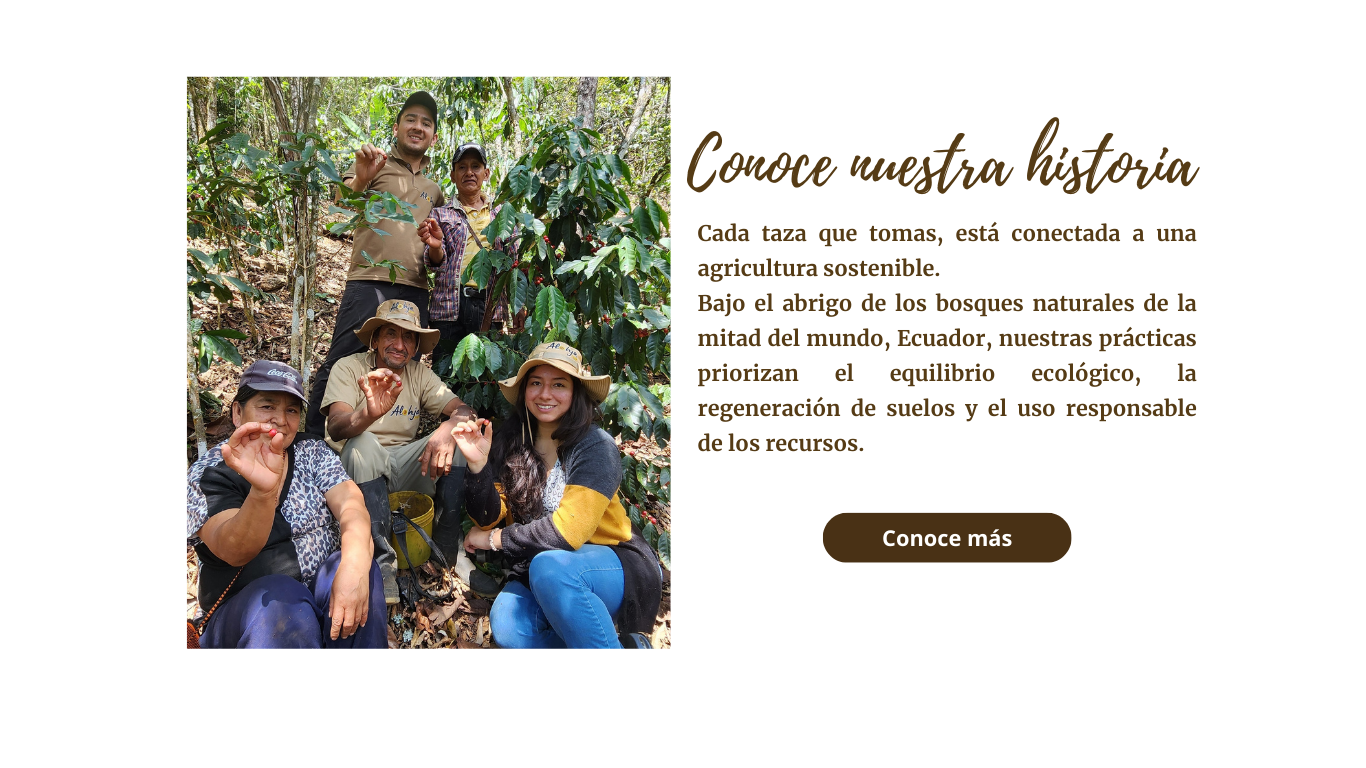 Conoce nuestra historia
Cada taza que tomas, está conectada a una
agricultura sostenible.
Bajo el abrigo de los bosques naturales de la
mitad del mundo, Ecuador, nuestras prácticas
priorizan el equilibrio ecológico, la
regeneración de suelos y el uso responsable
de los recursos.
Conoce más